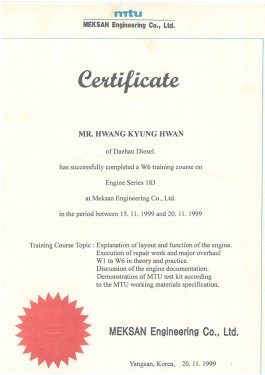 mtu
MEKSAN Engineering Co., Ltd.
Certificate
MR. HWANG KYUNG HWAN
of Daehan Diesel.
has successfully completed a W6 training course on
Engine Series 183
at Meksan Engineering Co., Ltd.
in the period between 15. 11. 1999 and 20. 11. 1999
Training Course Topic : Explanation of layout and function of the engine.
Execution of repair work and major overhaul
W1 to W6 in theory and practice.
Discussion of the engine documentation.
Demonstration of MTU test kit according
to the MTU working materials specification.
MEKSAN Engineering Co., Ltd.
Yangsan, Korea, 20. 11. 1999